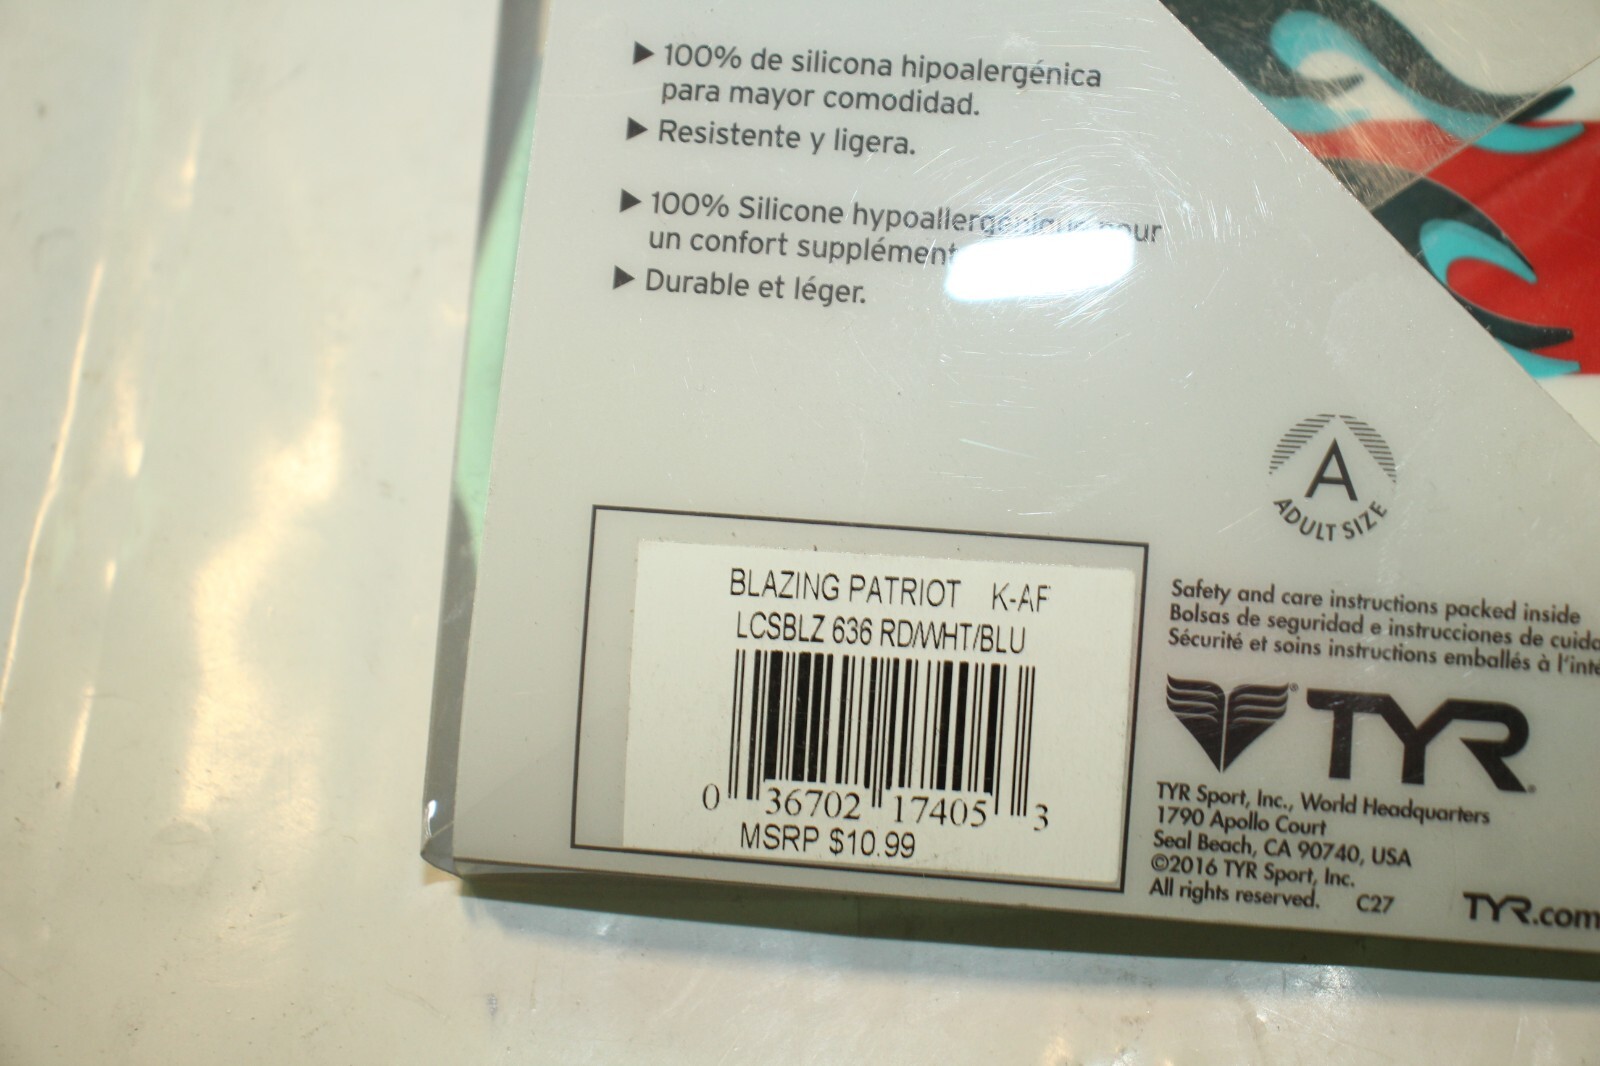 ► 100% de silicona hipoalergénica
para mayor comodidad.
► Resistente y ligera.
► 100% Silicone hypoallergénique pour
un confort
► Durable et léger.
A
ADULT SIZE
BLAZING PATRIOT K-AF
LCSBLZ 636 RD/WHT/BLU
0 36702 17405 3
MSRP $10.99
Safety and care instructions packed inside
Bolsas de seguridad e instrucciones de
Sécurité et soins instructions emballés à
TYR
TYR Sport, Inc., World Headquarters
1790 Apollo Court
Seal Beach, CA 90740, USA
©2016 TYR Sport, Inc.
All rights reserved. C27
TYR.com